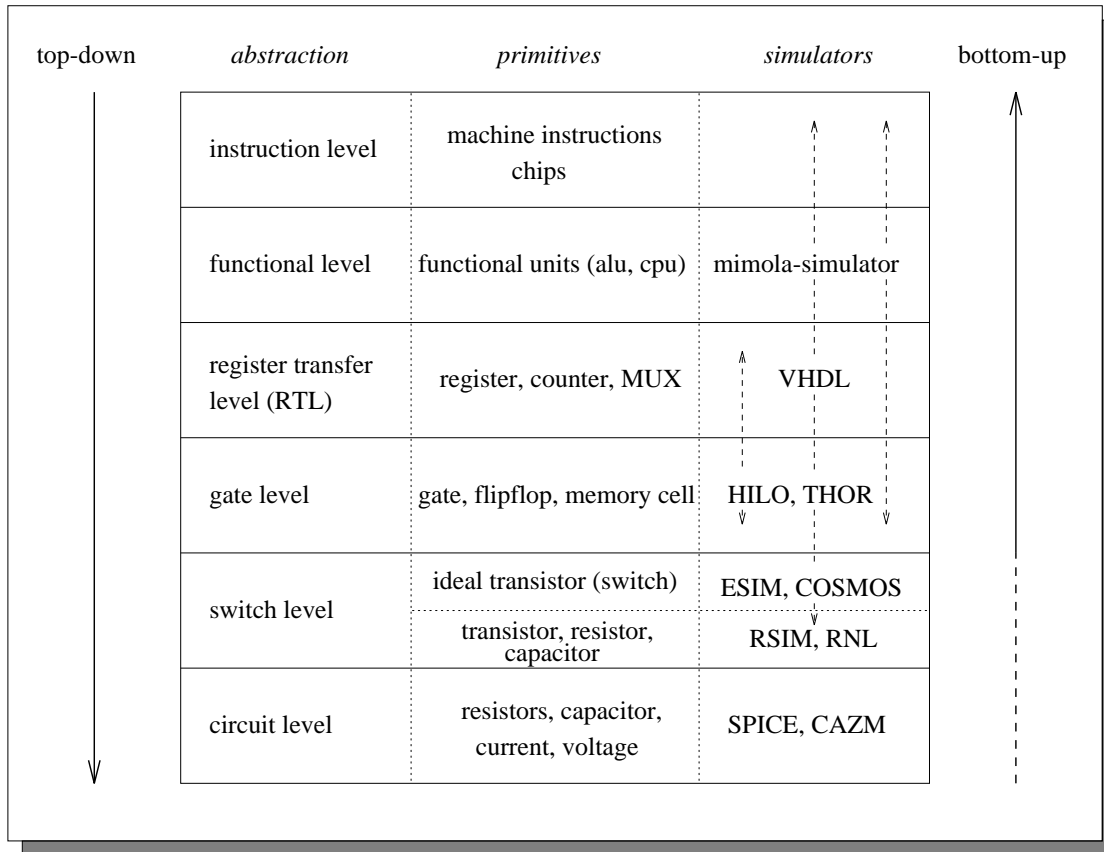 top-down abstraction primitives simulators bottom-up
instruction level
machine instructions
chips
functional level
functional units (alu, cpu)
mimola-simulator
register transfer
level (RTL)
register, counter, MUX
VHDL
gate level
gate, flipflop, memory cell
HILO, THOR
switch level
ideal transistor (switch)
ESIM, COSMOS
transistor, resistor,
capacitor
RSIM, RNL
circuit level
resistors, capacitor,
current, voltage
SPICE, CAZM